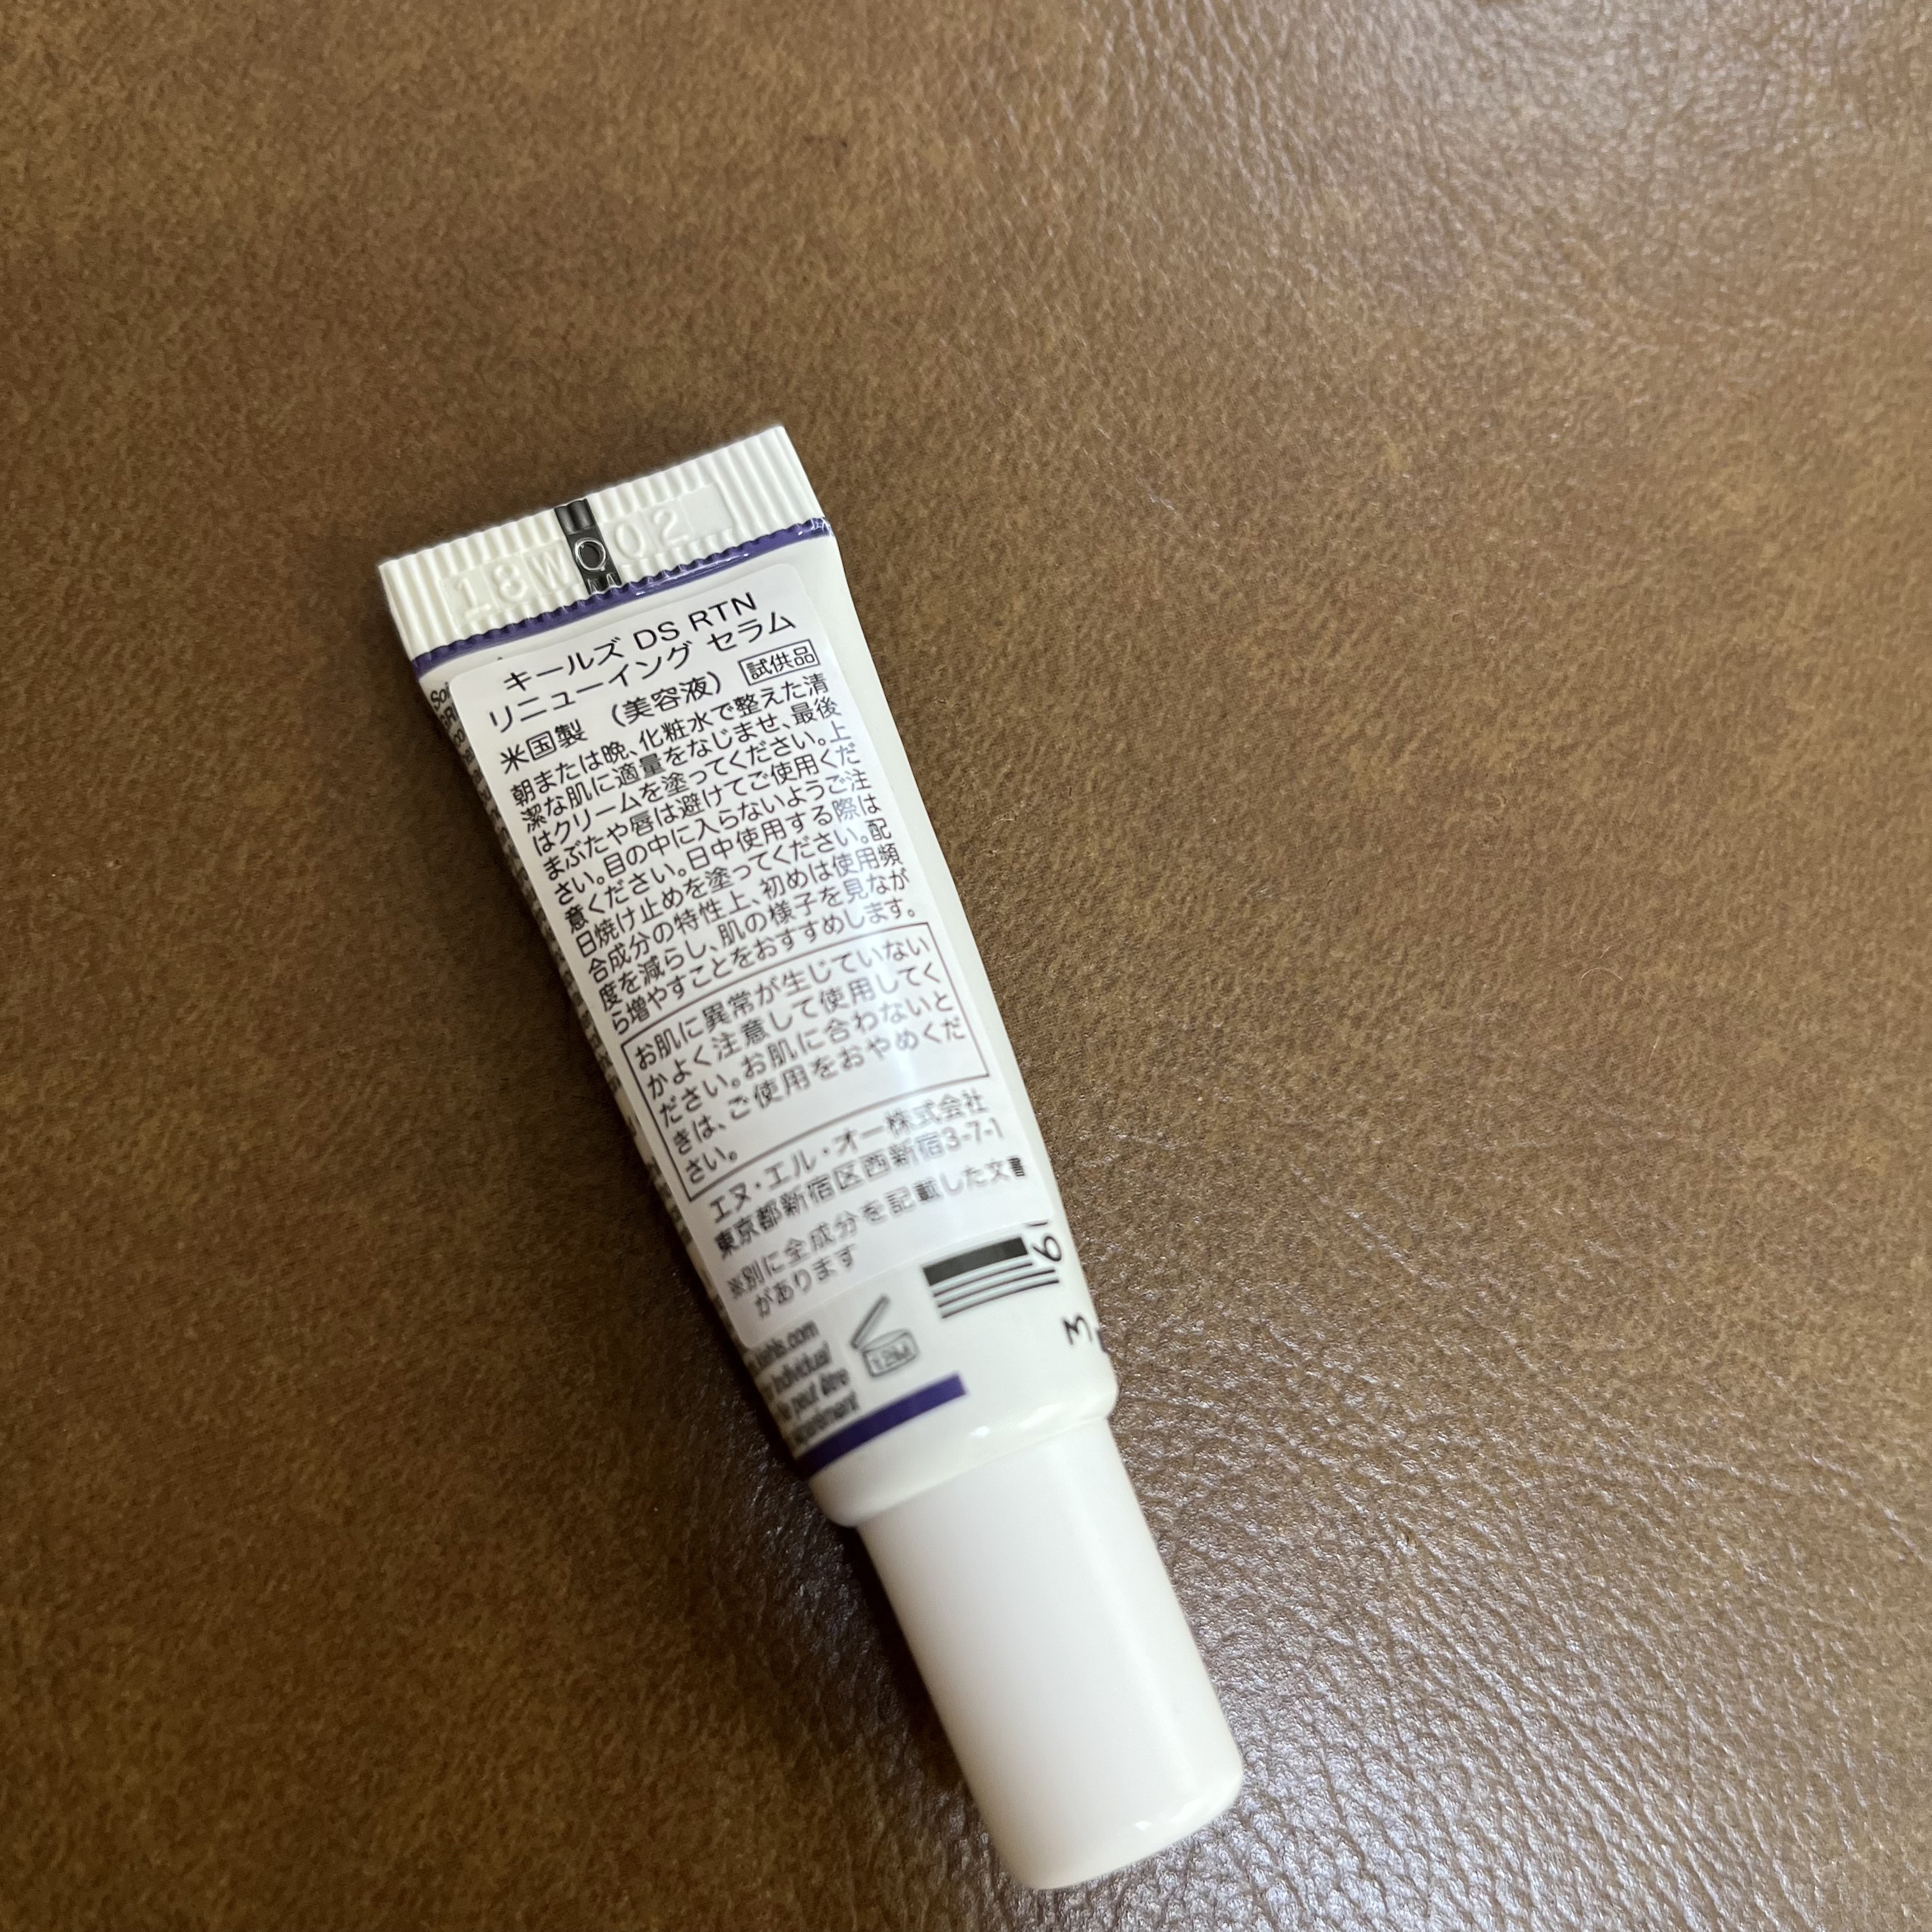 18W002
キールズ DS RTN
リニューイング セラム
米国製 （美容液） 試供品
朝または晩、化粧水で整えた清
潔な肌に適量をなじませ、最後
はクリームを塗ってください。上
まぶたや唇は避けてご使用くだ
さい。目の中に入らないようご注
意ください。日中使用する際は
日焼け止めを塗ってください。配
合成分の特性上、初めは使用頻
度を減らし、肌の様子を見なが
ら増やすことをおすすめします。
お肌に異常が生じていない
かよく注意して使用してく
ださい。お肌に合わないと
きは、ご使用をおやめくだ
さい。
エヌ・エル・オー株式会社
東京都新宿区西新宿3-7-1
※別に全成分を記載した文書
があります
12M
.com
individual
peut être
3